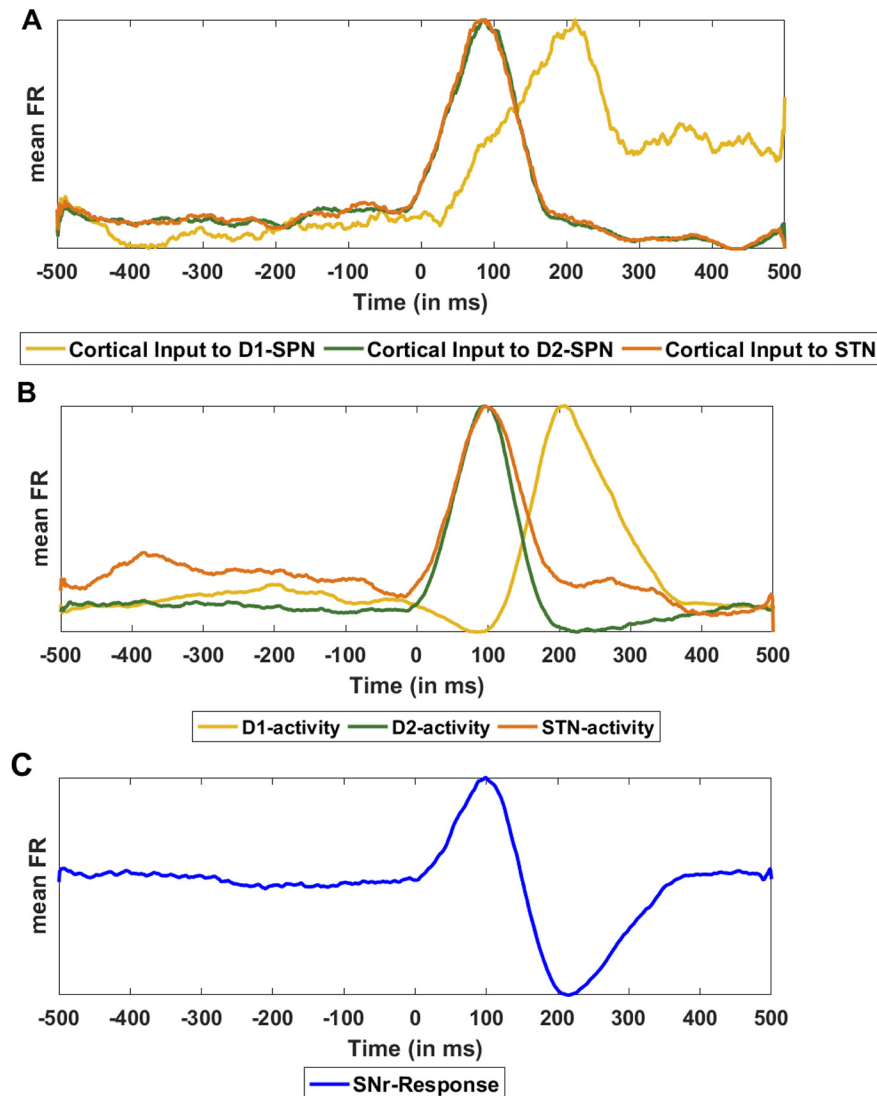 A
mean FR
-500 -400 -300 -200 -100 0 100 200 300 400 500
Time (in ms)
Cortical Input to D1-SPN Cortical Input to D2-SPN Cortical Input to STN
B
mean FR
-500 -400 -300 -200 -100 0 100 200 300 400 500
Time (in ms)
D1-activity D2-activity STN-activity
C
mean FR
-500 -400 -300 -200 -100 0 100 200 300 400 500
Time (in ms)
SNr-Response